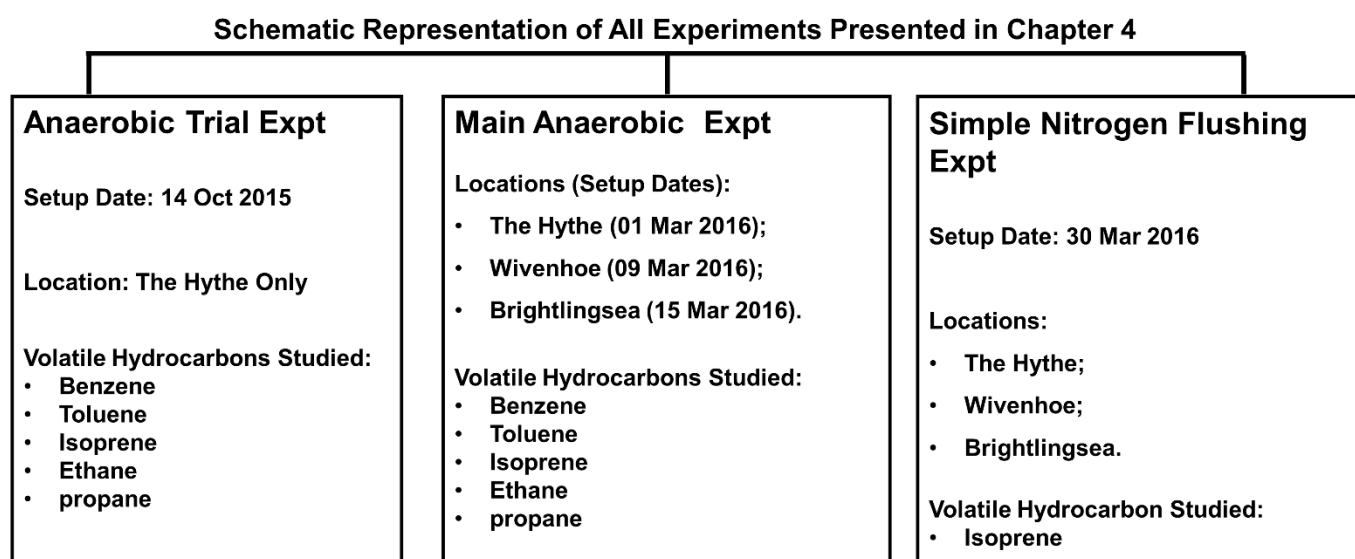 Schematic Representation of All Experiments Presented in Chapter 4
Anaerobic Trial Expt
Setup Date: 14 Oct 2015
Location: The Hythe Only
Volatile Hydrocarbons Studied:
• Benzene
• Toluene
• Isoprene
• Ethane
• propane
Main Anaerobic Expt
Locations (Setup Dates):
• The Hythe (01 Mar 2016);
• Wivenhoe (09 Mar 2016);
• Brightlingsea (15 Mar 2016).
Volatile Hydrocarbons Studied:
• Benzene
• Toluene
• Isoprene
• Ethane
• propane
Simple Nitrogen Flushing
Expt
Setup Date: 30 Mar 2016
Locations:
• The Hythe;
• Wivenhoe;
• Brightlingsea.
Volatile Hydrocarbon Studied:
• Isoprene